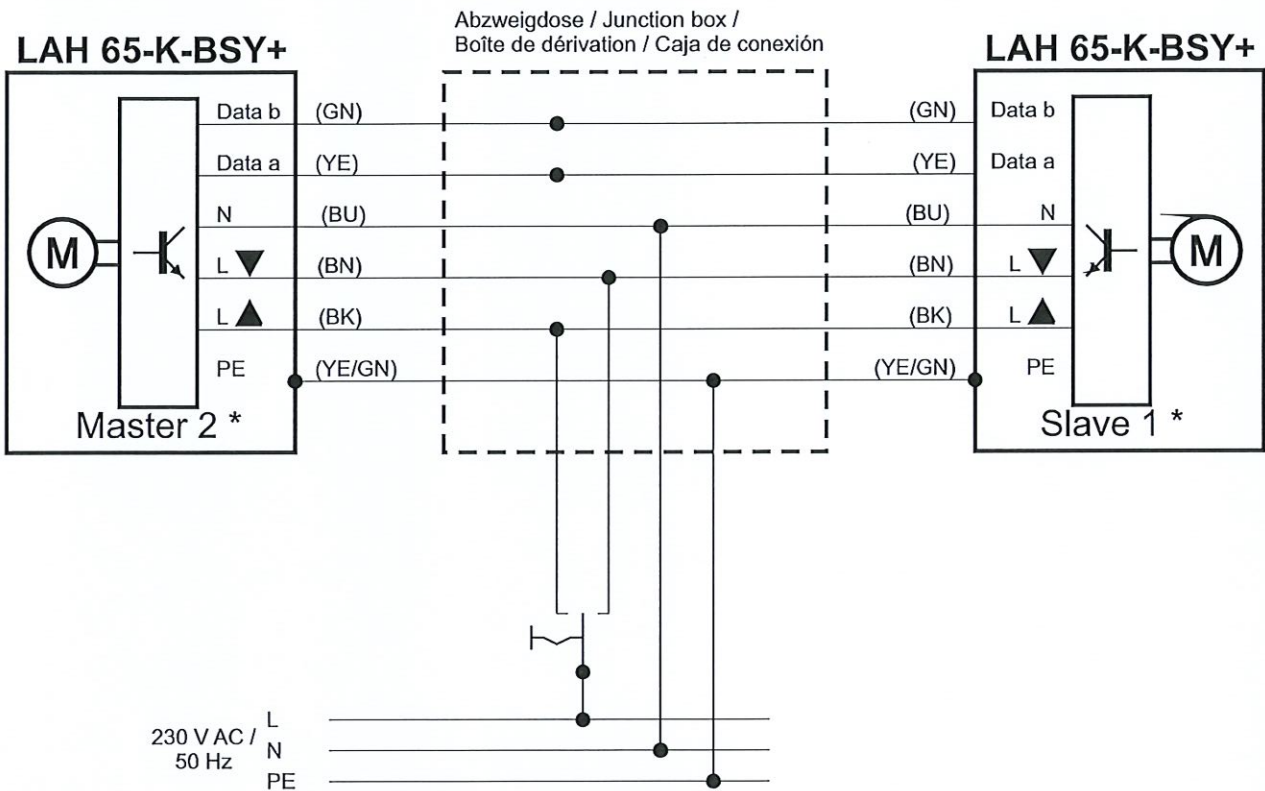 Abzweigdose / Junction box /
Boîte de dérivation / Caja de conexión
LAH 65-K-BSY+
LAH 65-K-BSY+
Data b (GN)
(GN) Data b
Data a (YE)
(YE) Data a
N (BU)
(BU) N
M
M
L ▼ (BN)
(BN) L ▼
L ▲ (BK)
(BK) L ▲
PE (YE/GN)
(YE/GN) PE
Master 2 *
Slave 1 *
230 V AC /
50 Hz
L
N
PE